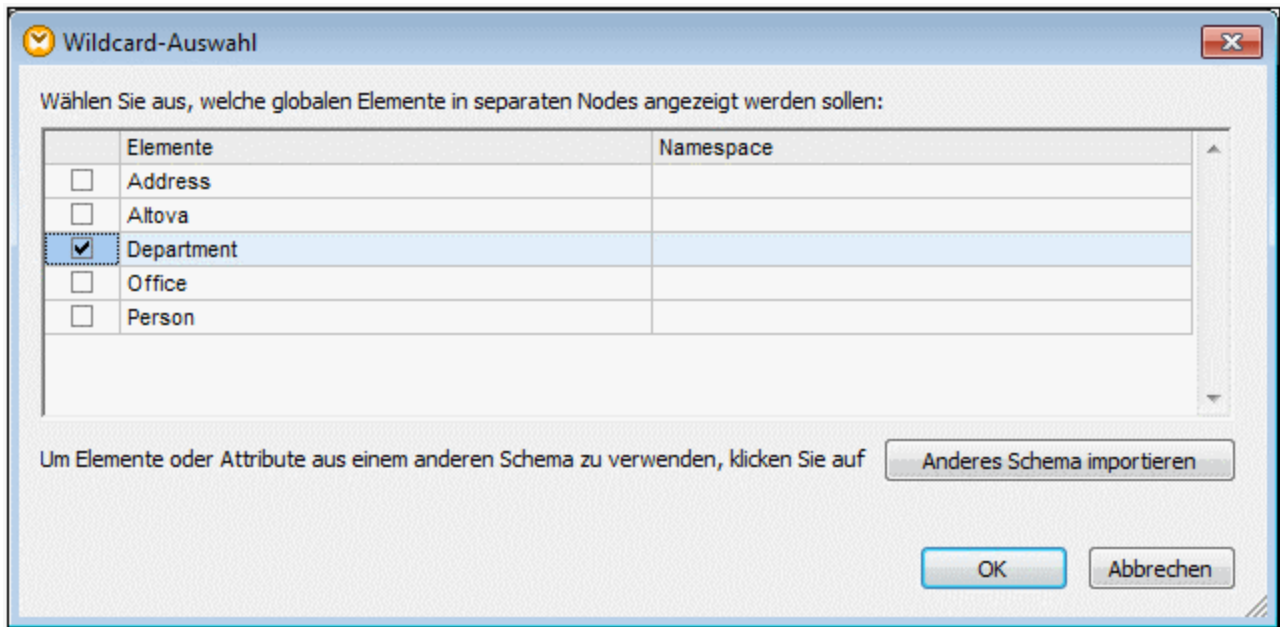 Wildcard-Auswahl
Wählen Sie aus, welche globalen Elemente in separaten Nodes angezeigt werden sollen:
Elemente Namespace
Address
Altova
Department
Office
Person
Um Elemente oder Attribute aus einem anderen Schema zu verwenden, klicken Sie auf Anderes Schema importieren
OK Abbrechen